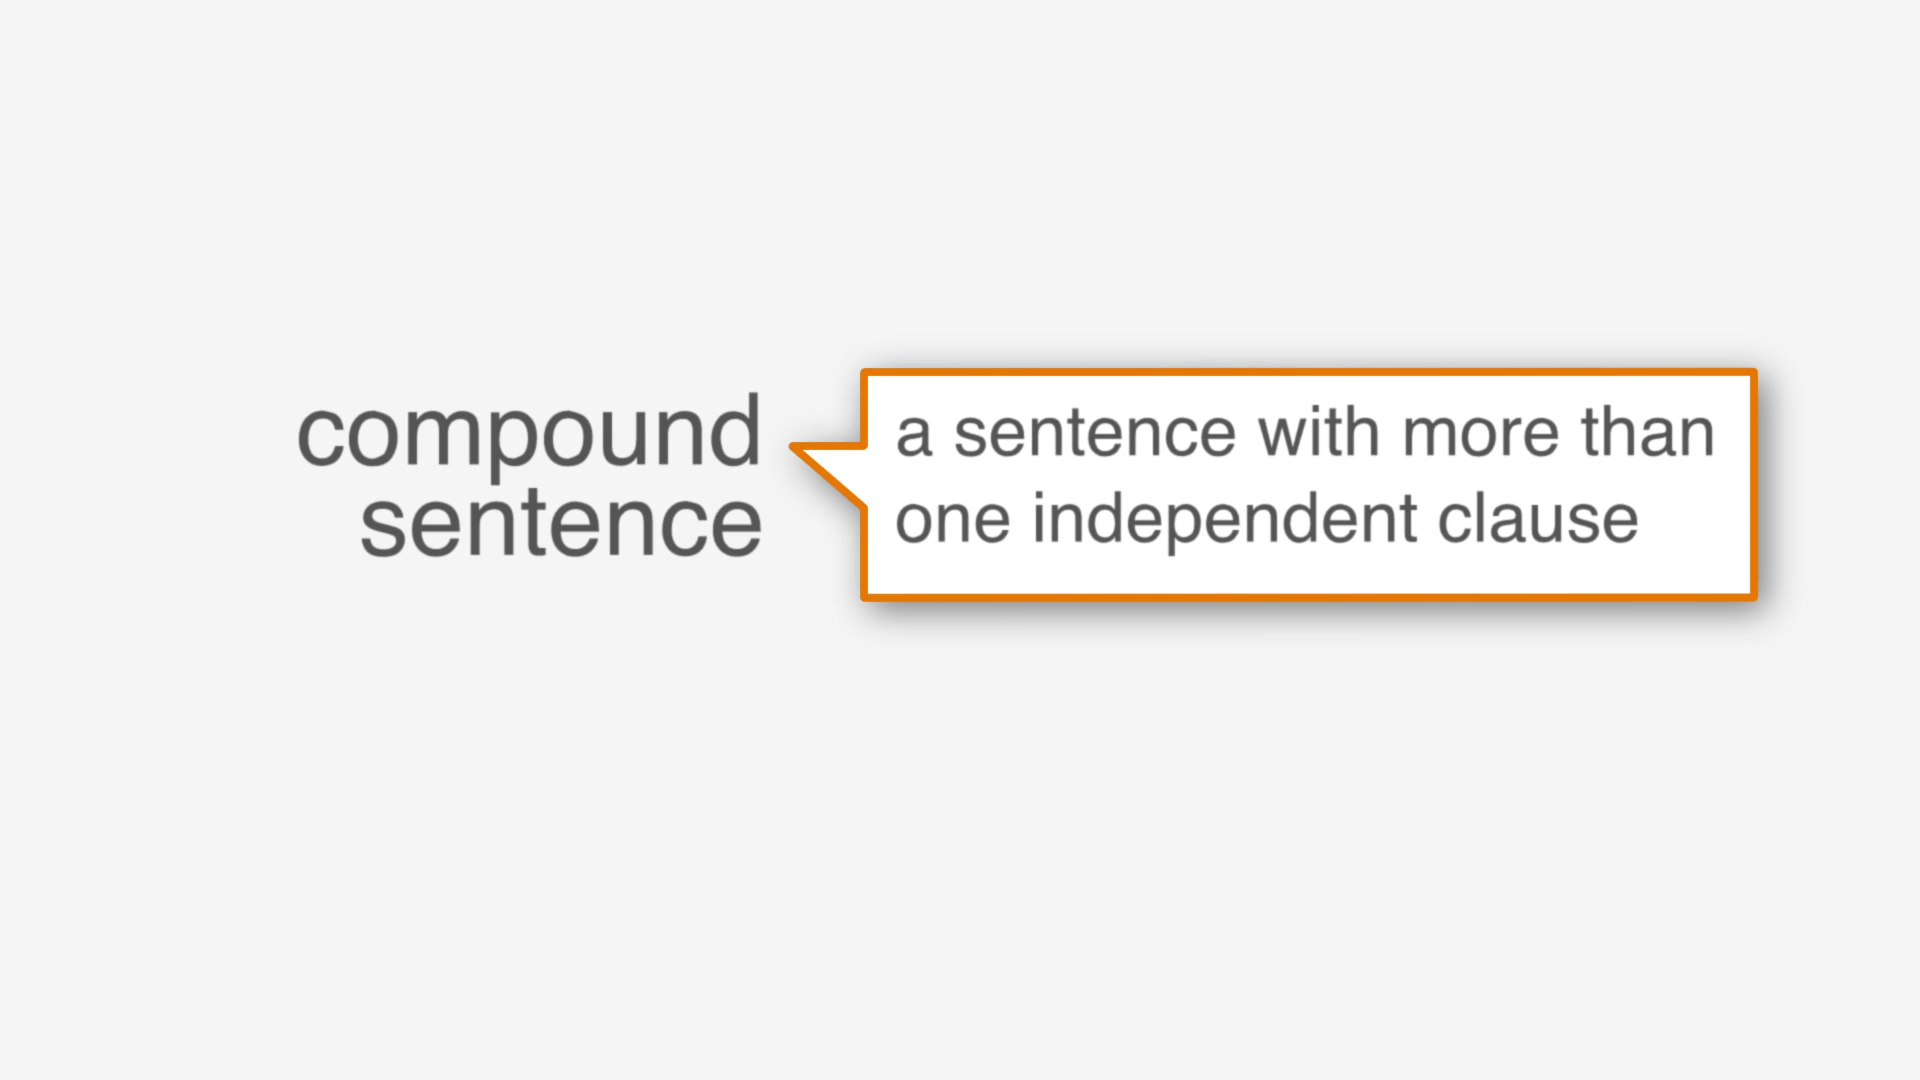 compound
sentence
a sentence with more than
one independent clause